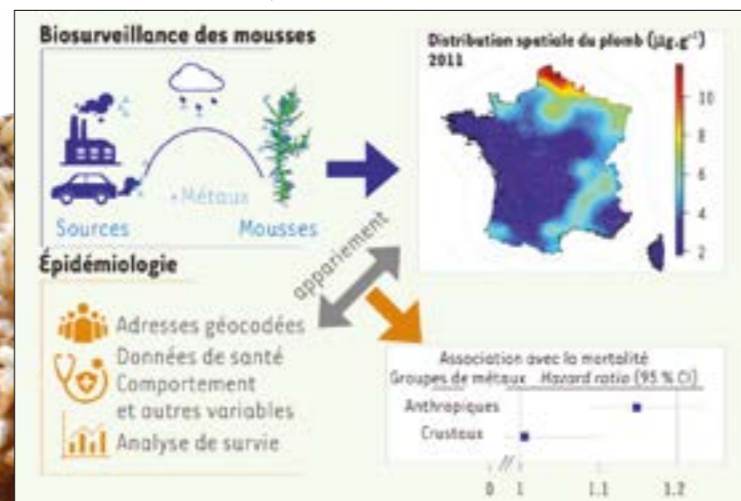 Biosurveillance des mousses
+Métaux
Sources
Mousses
Distribution spatiale du plomb (µg.g⁻¹)
2011
10
8
6
4
2
appariement
Épidémiologie
Adresses géocodées
Données de santé
Comportement
et autres variables
Analyse de survie
Association avec la mortalité
Groupes de métaux Hazard ratio (95 % CI)
Anthropiques
Crustaux
0 // 1 1.1 1.2